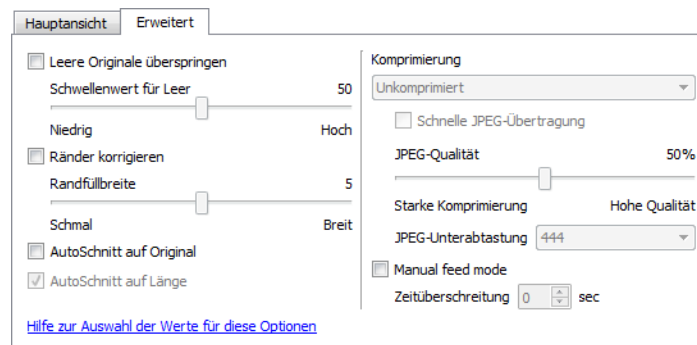 Hauptansicht Erweitert
Leere Originale überspringen
Schwellenwert für Leer 50
Niedrig Hoch
Ränder korrigieren
Randfüllbreite 5
Schmal Breit
AutoSchnitt auf Original
AutoSchnitt auf Länge
Hilfe zur Auswahl der Werte für diese Optionen
Komprimierung
Unkomprimiert
Schnelle JPEG-Übertragung
JPEG-Qualität 50%
Starke Komprimierung Hohe Qualität
JPEG-Unterabtastung 444
Manual feed mode
Zeitüberschreitung 0 sec